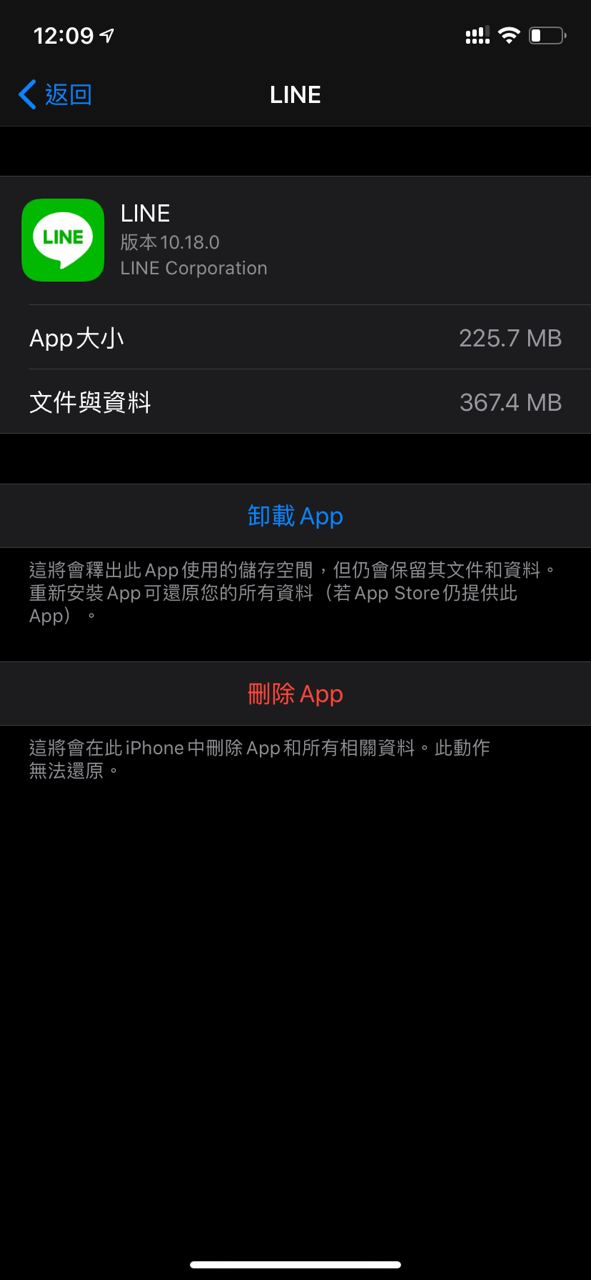 12:09
返回
LINE
LINE
LINE
版本 10.18.0
LINE Corporation
App大小
225.7 MB
文件與資料
367.4 MB
卸載 App
這將會釋出此 App 使用的儲存空間，但仍會保留其文件和資料。
重新安裝 App 可還原您的所有資料（若 App Store 仍提供此
App）。
刪除 App
這將會在此 iPhone 中刪除 App 和所有相關資料。此動作
無法還原。